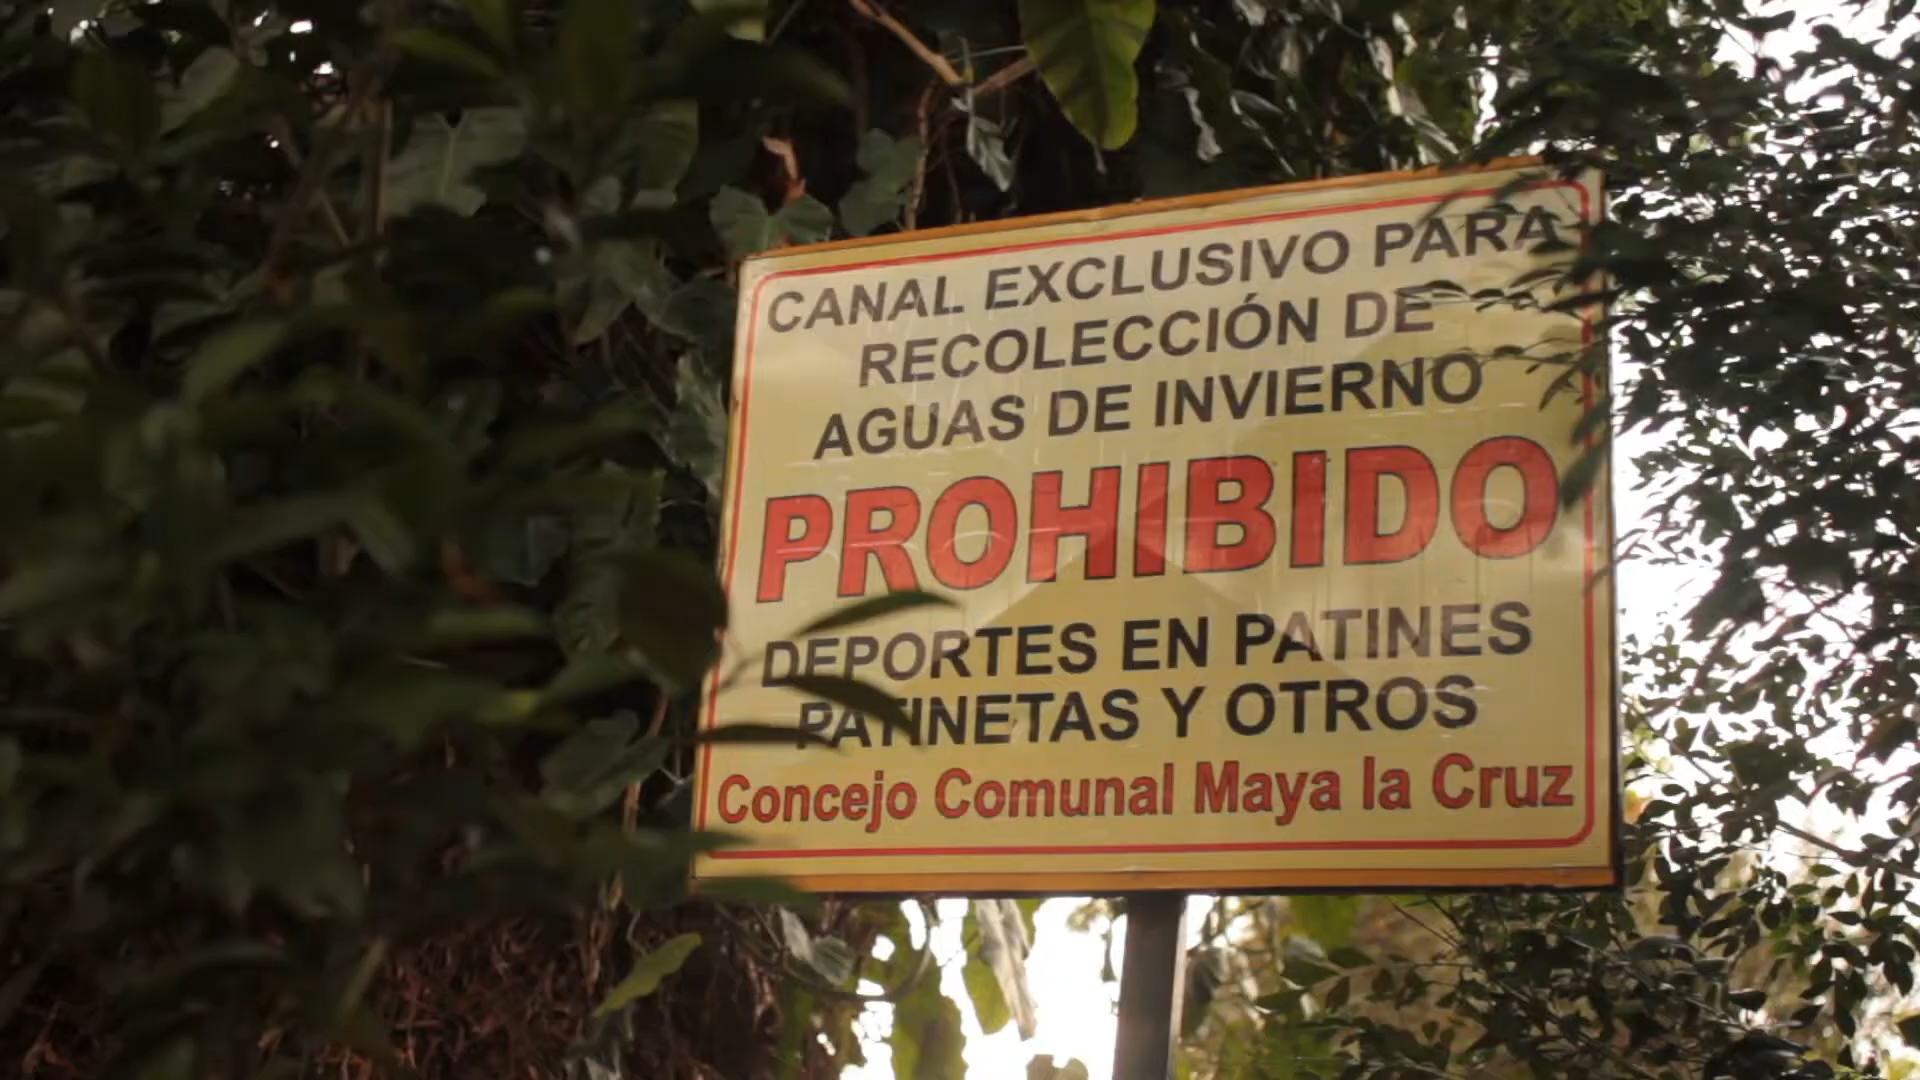 CANAL EXCLUSIVO PARA
RECOLECCIÓN DE
AGUAS DE INVIERNO
PROHIBIDO
DEPORTES EN PATINES
PATINETAS Y OTROS
Concejo Comunal Maya la Cruz